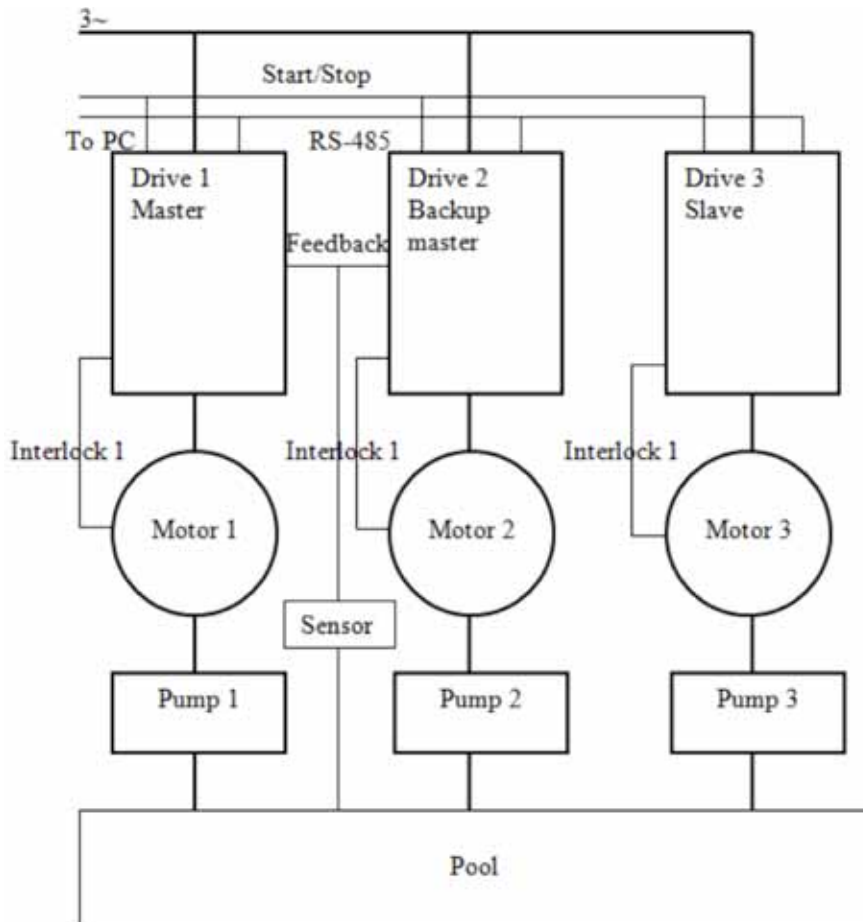 3~
Start/Stop
To PC
RS-485
Drive 1
Master
Drive 2
Backup
master
Drive 3
Slave
Feedback
Interlock 1
Interlock 1
Interlock 1
Motor 1
Motor 2
Motor 3
Sensor
Pump 1
Pump 2
Pump 3
Pool